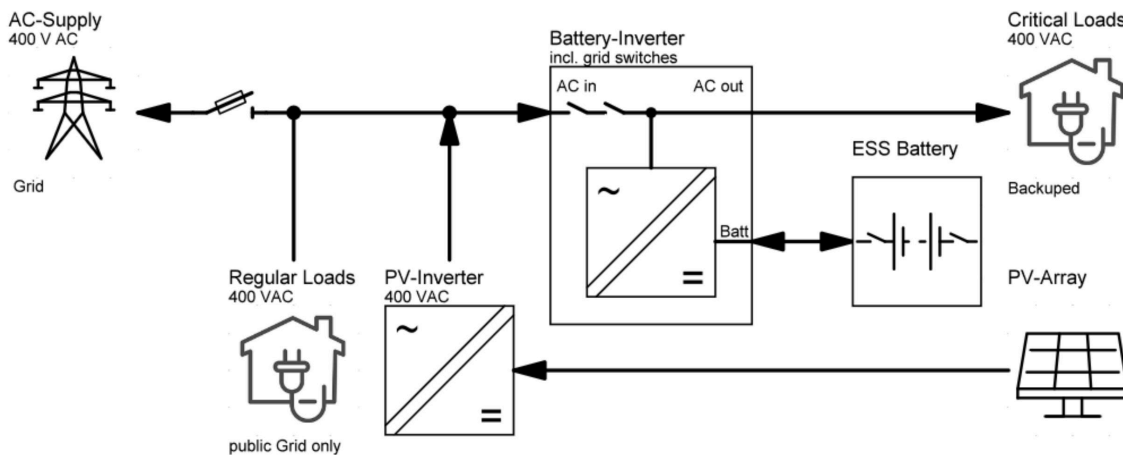 AC-Supply
400 V AC
Grid
Battery-Inverter
incl. grid switches
AC in
AC out
Critical Loads
400 VAC
Backuped
ESS Battery
Batt
~
=
Regular Loads
400 VAC
public Grid only
PV-Inverter
400 VAC
~
=
PV-Array